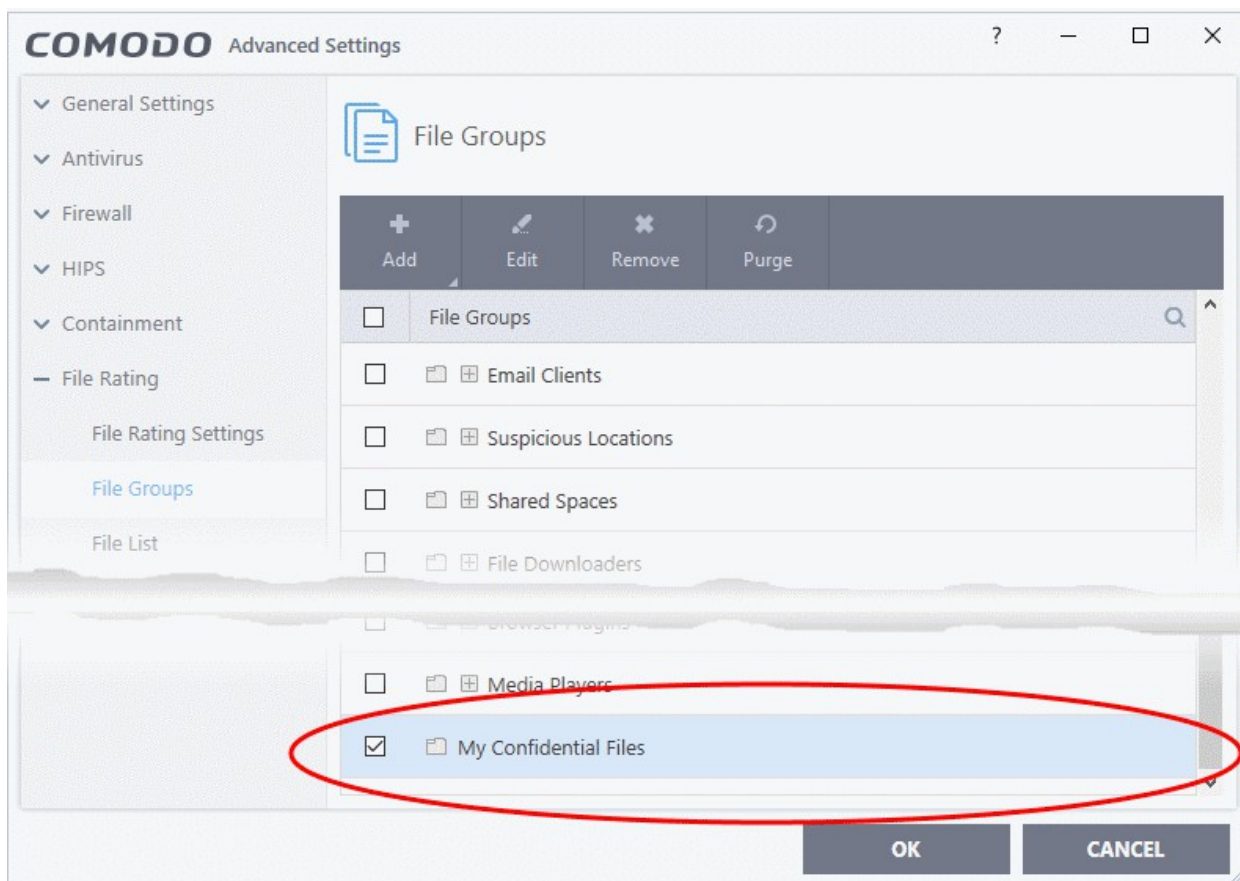 COMODO Advanced Settings ?
General Settings
Antivirus
Firewall
HIPS
Containment
File Rating
File Rating Settings
File Groups
File List
File Groups
Add Edit Remove Purge
File Groups
Email Clients
Suspicious Locations
Shared Spaces
File Downloaders
Media Players
My Confidential Files
OK CANCEL